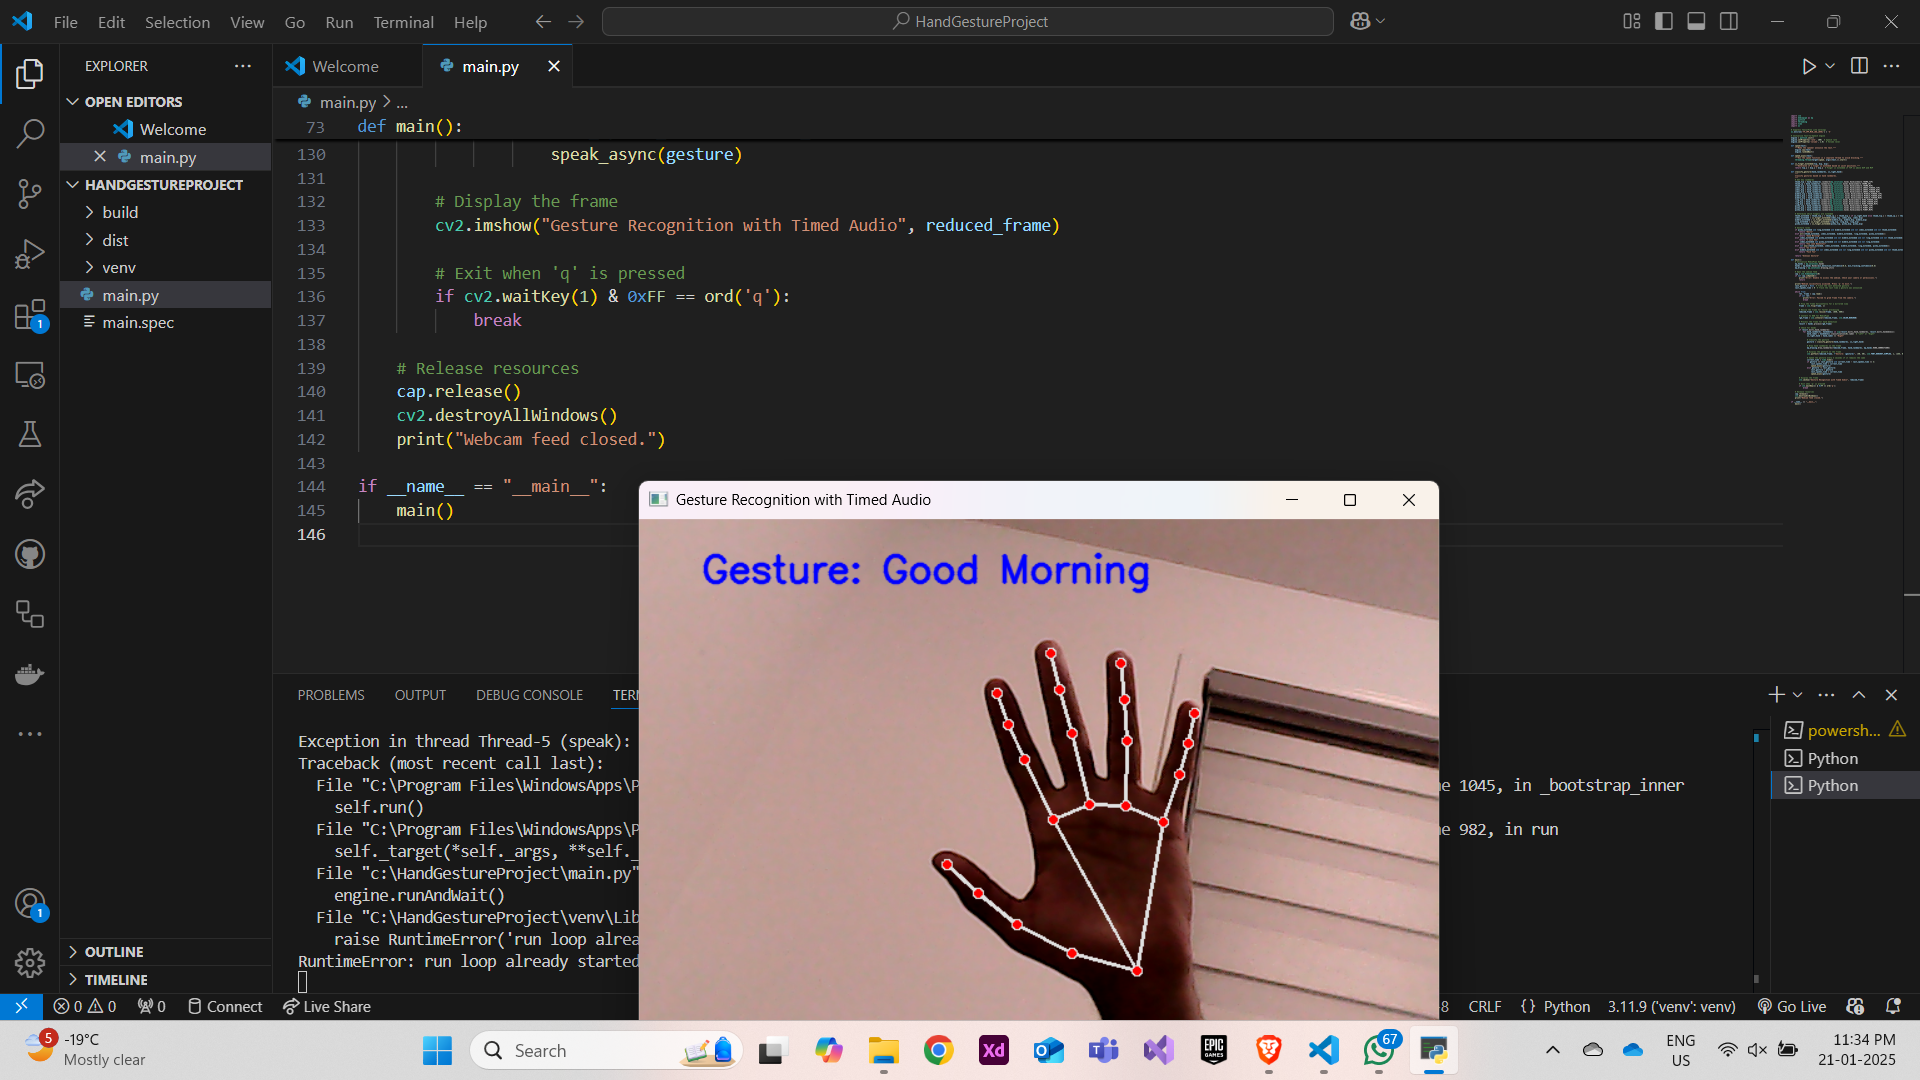 File Edit Selection View Go Run Terminal Help
HandGestureProject
EXPLORER
OPEN EDITORS
Welcome
main.py
HANDGESTUREPROJECT
build
dist
venv
main.py
main.spec
OUTLINE
TIMELINE
Welcome
main.py
main.py > ...
73 def main():
130 speak_async(gesture)
131
132 # Display the frame
133 cv2.imshow("Gesture Recognition with Timed Audio", reduced_frame)
134
135 # Exit when 'q' is pressed
136 if cv2.waitKey(1) & 0xFF == ord('q'):
137 break
138
139 # Release resources
140 cap.release()
141 cv2.destroyAllWindows()
142 print("Webcam feed closed.")
143
144 if __name__ == "__main__":
145 main()
146
Gesture Recognition with Timed Audio
Gesture: Good Morning
PROBLEMS OUTPUT DEBUG CONSOLE
Exception in thread Thread-5 (speak):
Traceback (most recent call last):
File "C:\Program Files\WindowsApps\P
1045, in _bootstrap_inner
self.run()
File "C:\Program Files\WindowsApps\P
982, in run
self._target(*self._args, **self._
File "c:\HandGestureProject\main.py"
engine.runAndWait()
File "C:\HandGestureProject\venv\Lib
raise RuntimeError('run loop alrea
RuntimeError: run loop already started
powersh...
Python
Python
1
1
0 0 0 Connect Live Share
8 CRLF {} Python 3.11.9 ('venv': venv) Go Live
5
-19°C
Mostly clear
Search
Xd
EPIC GAMES
67
ENG
US
11:34 PM
21-01-2025